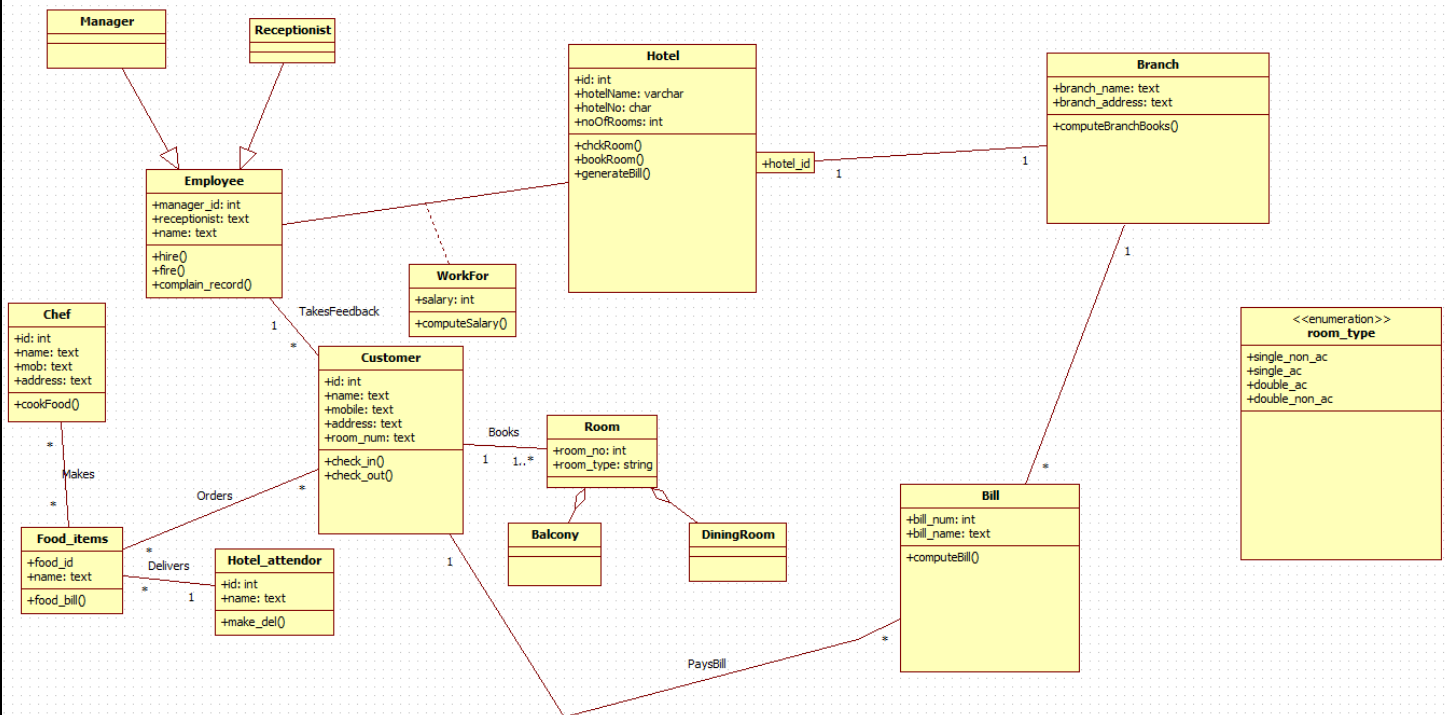 Manager
Receptionist
Hotel
+id: int
+hotelName: varchar
+hotelNo: char
+noOfRooms: int
+chckRoom()
+bookRoom()
+generateBill()
+hotel_id
1
1
Branch
+branch_name: text
+branch_address: text
+computeBranchBooks()
1
Employee
+manager_id: int
+receptionist: text
+name: text
+hire()
+fire()
+complain_record()
WorkFor
+salary: int
+computeSalary()
TakesFeedback
1
*
Chef
+id: int
+name: text
+mob: text
+address: text
+cookFood()
*
Makes
*
Customer
+id: int
+name: text
+mobile: text
+address: text
+room_num: text
+check_in()
+check_out()
Books
1
1..*
Room
+room_no: int
+room_type: string
<<enumeration>>
room_type
+single_non_ac
+single_ac
+double_ac
+double_non_ac
Orders
*
*
Food_items
+food_id
+name: text
+food_bill()
Delivers
*
1
Hotel_attendor
+id: int
+name: text
+make_del()
Balcony
DiningRoom
*
Bill
+bill_num: int
+bill_name: text
+computeBill()
1
PaysBill
*